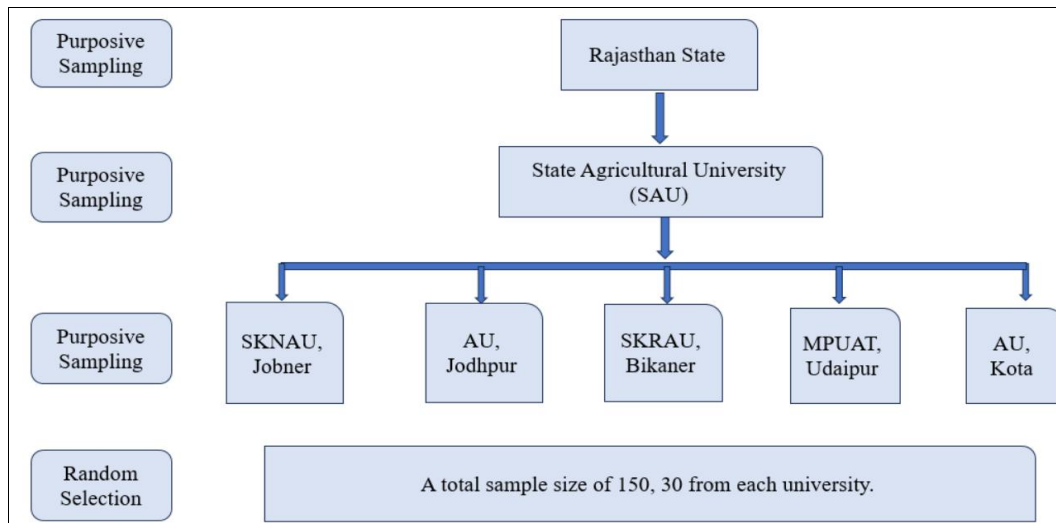 Purposive
Sampling
Rajasthan State
Purposive
Sampling
State Agricultural University
(SAU)
Purposive
Sampling
SKNAU,
Jobner
AU,
Jodhpur
SKRAU,
Bikaner
MPUAT,
Udaipur
AU,
Kota
Random
Selection
A total sample size of 150, 30 from each university.